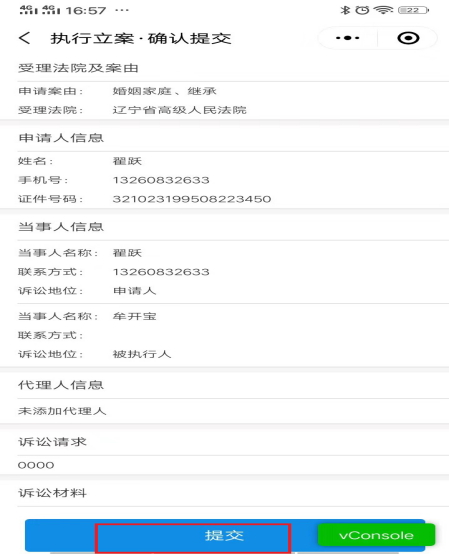 4G 4G 16:57 ··· 22
执行立案·确认提交
受理法院及案由
申请案由： 婚姻家庭、继承
受理法院： 辽宁省高级人民法院
申请人信息
姓名： 翟跃
手机号： 13260832633
证件号码： 321023199508223450
当事人信息
当事人名称： 翟跃
联系方式： 13260832633
诉讼地位： 申请人
当事人名称： 牟开宝
联系方式：
诉讼地位： 被执行人
代理人信息
未添加代理人
诉讼请求
0000
诉讼材料
提交 vConsole